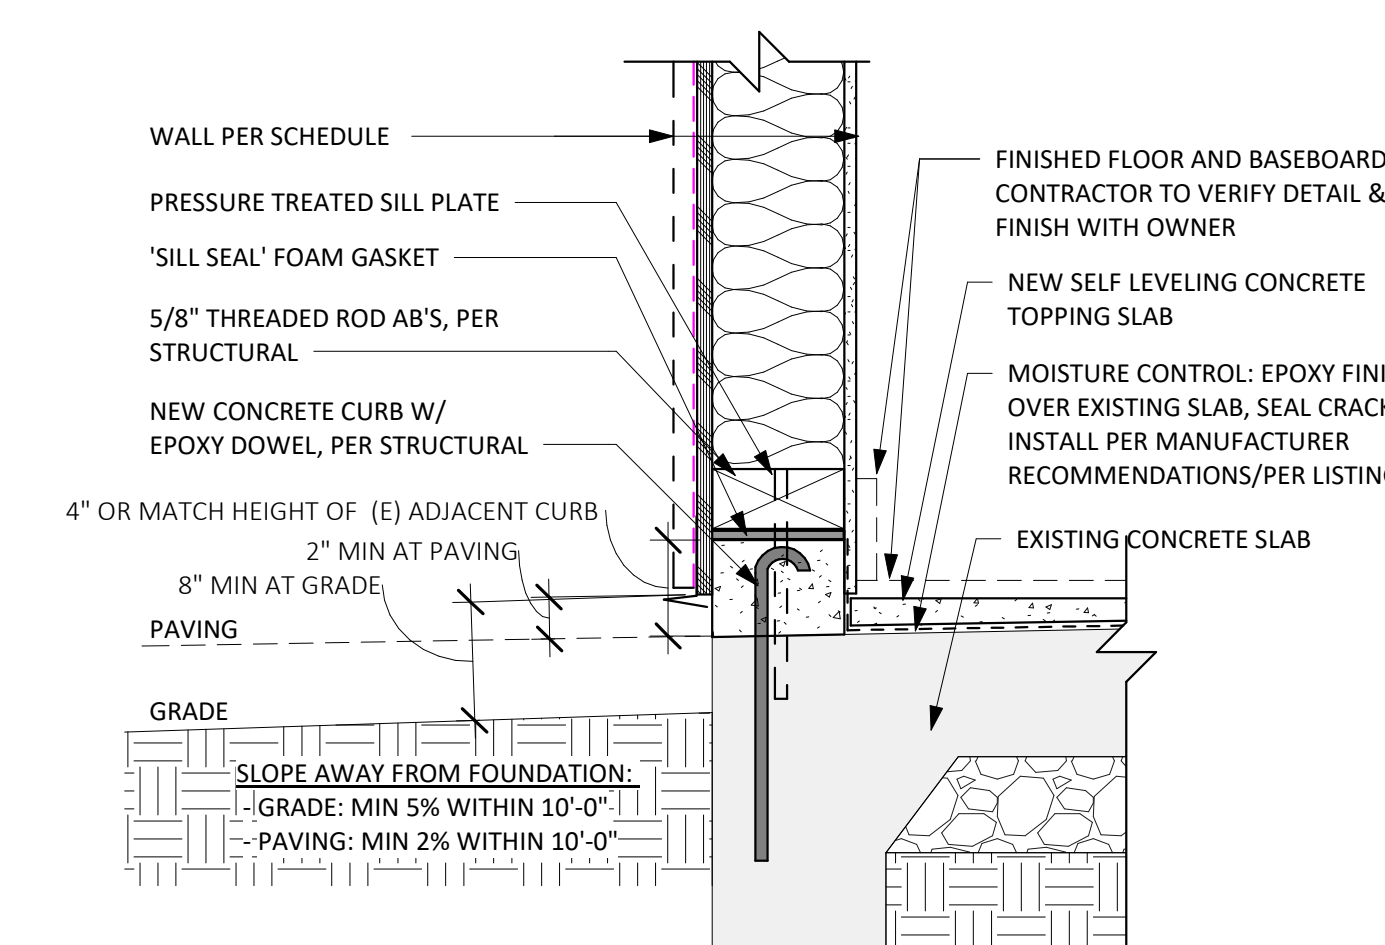 WALL PER SCHEDULE
PRESSURE TREATED SILL PLATE
'SILL SEAL' FOAM GASKET
5/8" THREADED ROD AB'S, PER
STRUCTURAL
NEW CONCRETE CURB W/
EPOXY DOWEL, PER STRUCTURAL
4" OR MATCH HEIGHT OF (E) ADJACENT CURB
2" MIN AT PAVING
8" MIN AT GRADE
PAVING
GRADE
SLOPE AWAY FROM FOUNDATION:
- GRADE: MIN 5% WITHIN 10'-0"
- PAVING: MIN 2% WITHIN 10'-0"
FINISHED FLOOR AND BASEBOARD
CONTRACTOR TO VERIFY DETAIL &
FINISH WITH OWNER
NEW SELF LEVELING CONCRETE
TOPPING SLAB
MOISTURE CONTROL: EPOXY FINI
OVER EXISTING SLAB, SEAL CRACK
INSTALL PER MANUFACTURER
RECOMMENDATIONS/PER LISTING
EXISTING CONCRETE SLAB